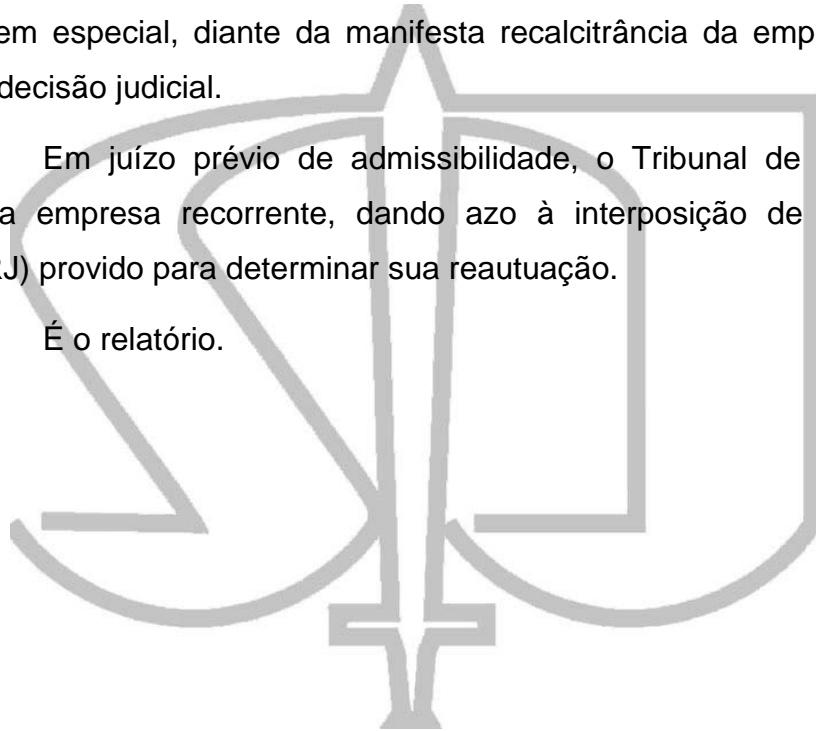 em especial, diante da manifesta recalcitrância da emp
decisão judicial.
Em juízo prévio de admissibilidade, o Tribunal de
a empresa recorrente, dando azo à interposição de
RJ) provido para determinar sua reautuação.
É o relatório.